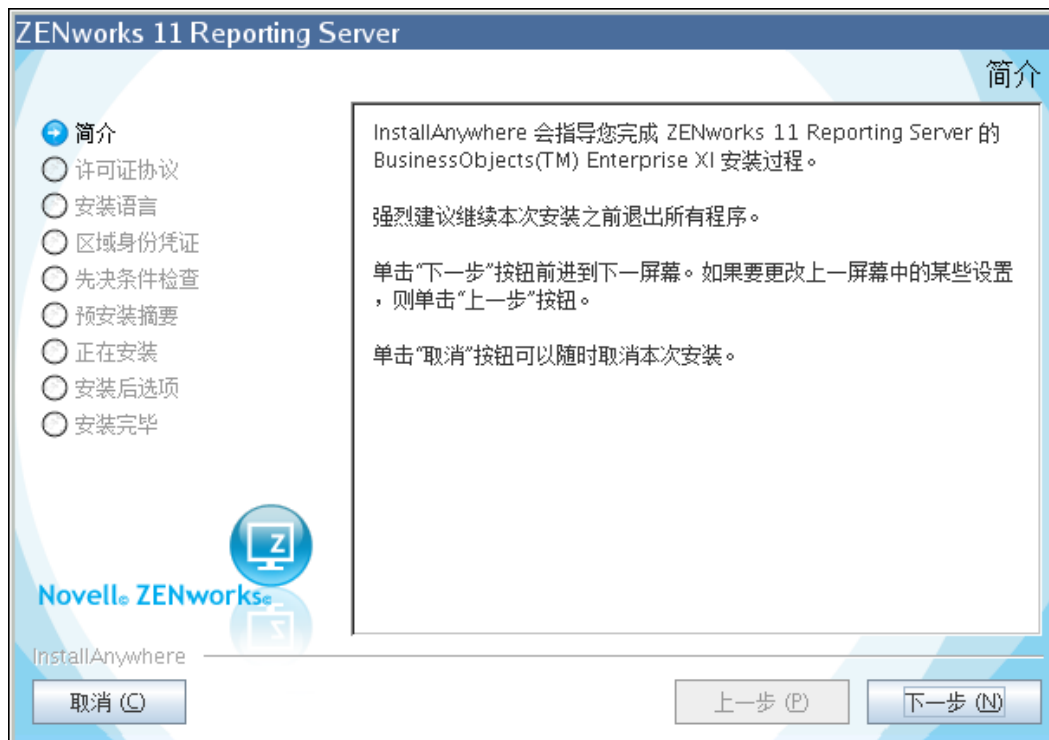 ZENworks 11 Reporting Server
简介
简介
许可证协议
安装语言
区域身份凭证
先决条件检查
预安装摘要
正在安装
安装后选项
安装完毕
InstallAnywhere 会指导您完成 ZENworks 11 Reporting Server 的
BusinessObjects(TM) Enterprise XI 安装过程。
强烈建议继续本次安装之前退出所有程序。
单击“下一步”按钮前进到下一屏幕。如果要更改上一屏幕中的某些设置
，则单击“上一步”按钮。
单击“取消”按钮可以随时取消本次安装。
Z
Novell® ZENworks®
InstallAnywhere
取消 (C)
上一步 (P)
下一步 (N)